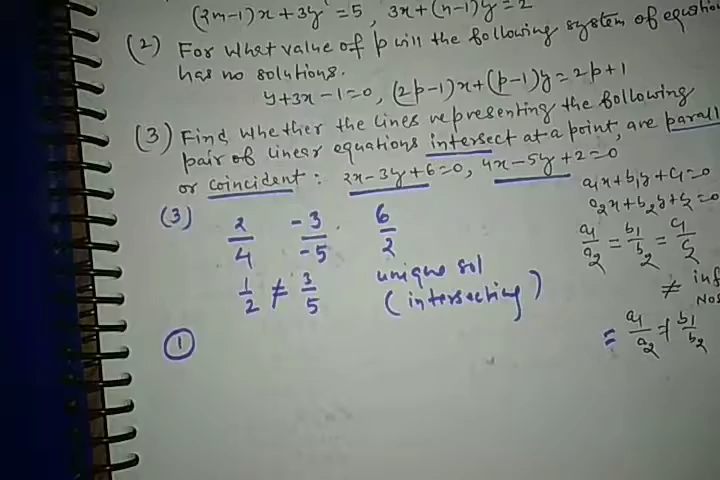 (3m-1)x + 3y = 5, 3x + (n-1)y = 2
(2) For what value of p will the following system of equation
has no solutions.
y+3x-1=0, (2p-1)x+(p-1)y=2p+1
(3) Find whether the lines representing the following
pair of linear equations intersect at a point, are parall
or coincident : 2x-3y+6=0, 4x-5y+2=0
a1x+b1y+c1=0
a2x+b2y+c2=0
(3) 2/4 -3/-5 6/2
a1/a2 = b1/b2 = c1/c2
1/2 ≠ 3/5 unique sol
(intersecting)
≠ inf
Nos
= a1/a2 ≠ b1/b2
1